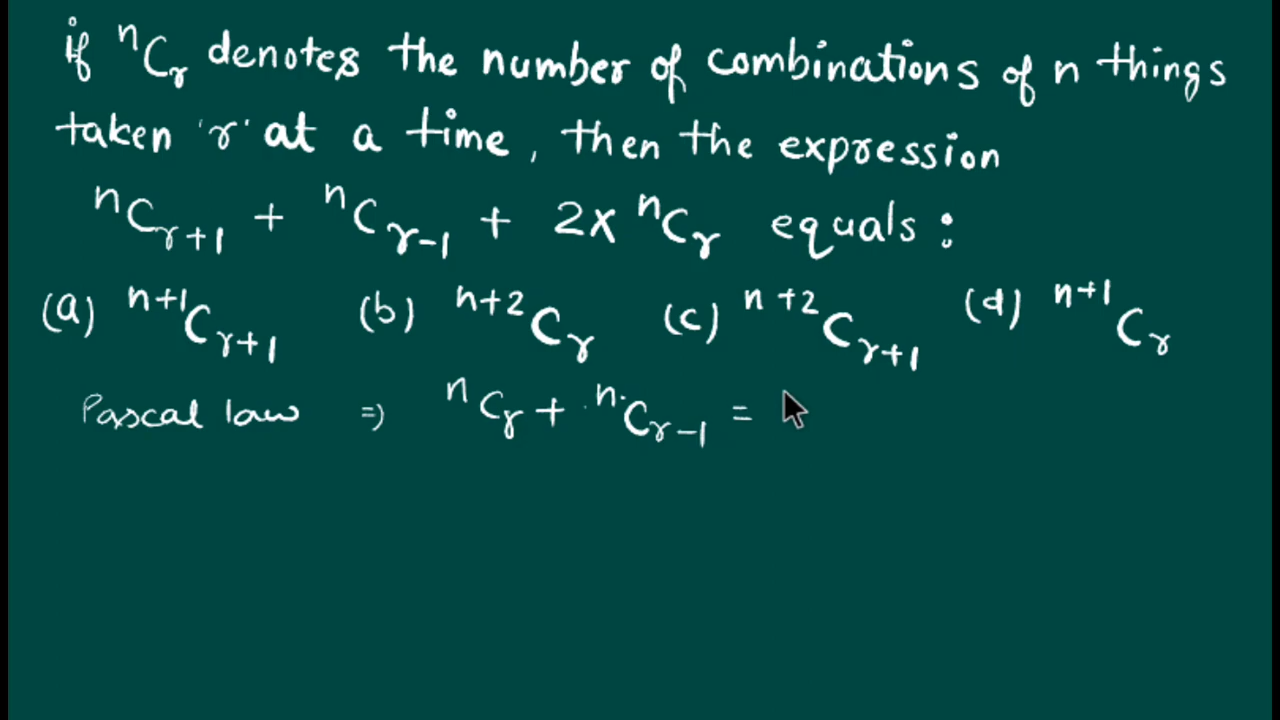 if ⁿCᵣ denotes the number of combinations of n things
taken 'r' at a time, then the expression
ⁿCᵣ₊₁ + ⁿCᵣ₋₁ + 2x ⁿCᵣ equals :
(a) ⁿ⁺¹Cᵣ₊₁ (b) ⁿ⁺²Cᵣ (c) ⁿ⁺²Cᵣ₊₁ (d) ⁿ⁺¹Cᵣ
Pascal law ⇒ ⁿCᵣ + ⁿCᵣ₋₁ =